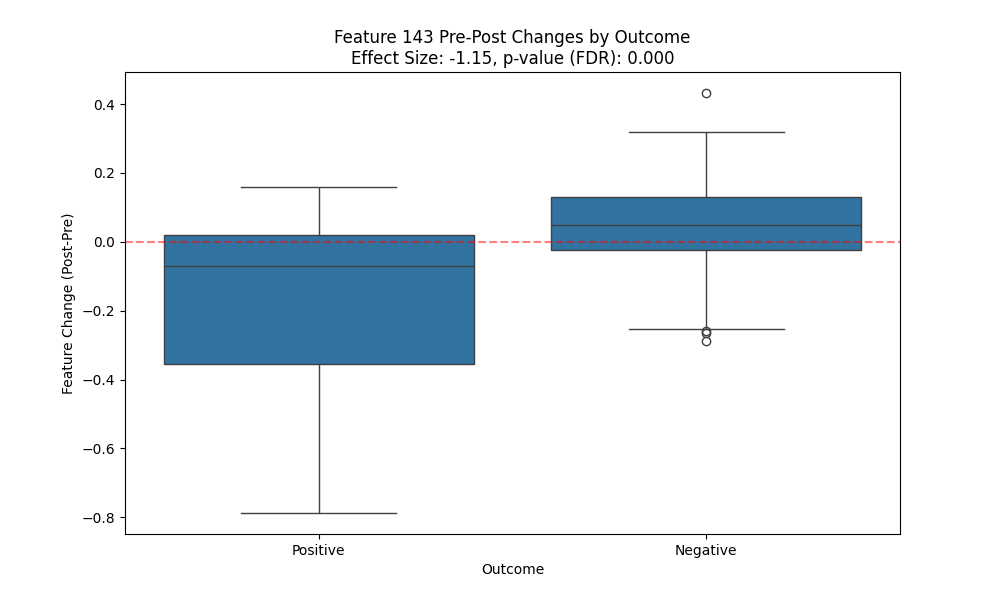 Feature 143 Pre-Post Changes by Outcome
Effect Size: -1.15, p-value (FDR): 0.000
Feature Change (Post-Pre)
0.4
0.2
0.0
−0.2
−0.4
−0.6
−0.8
Positive
Negative
Outcome